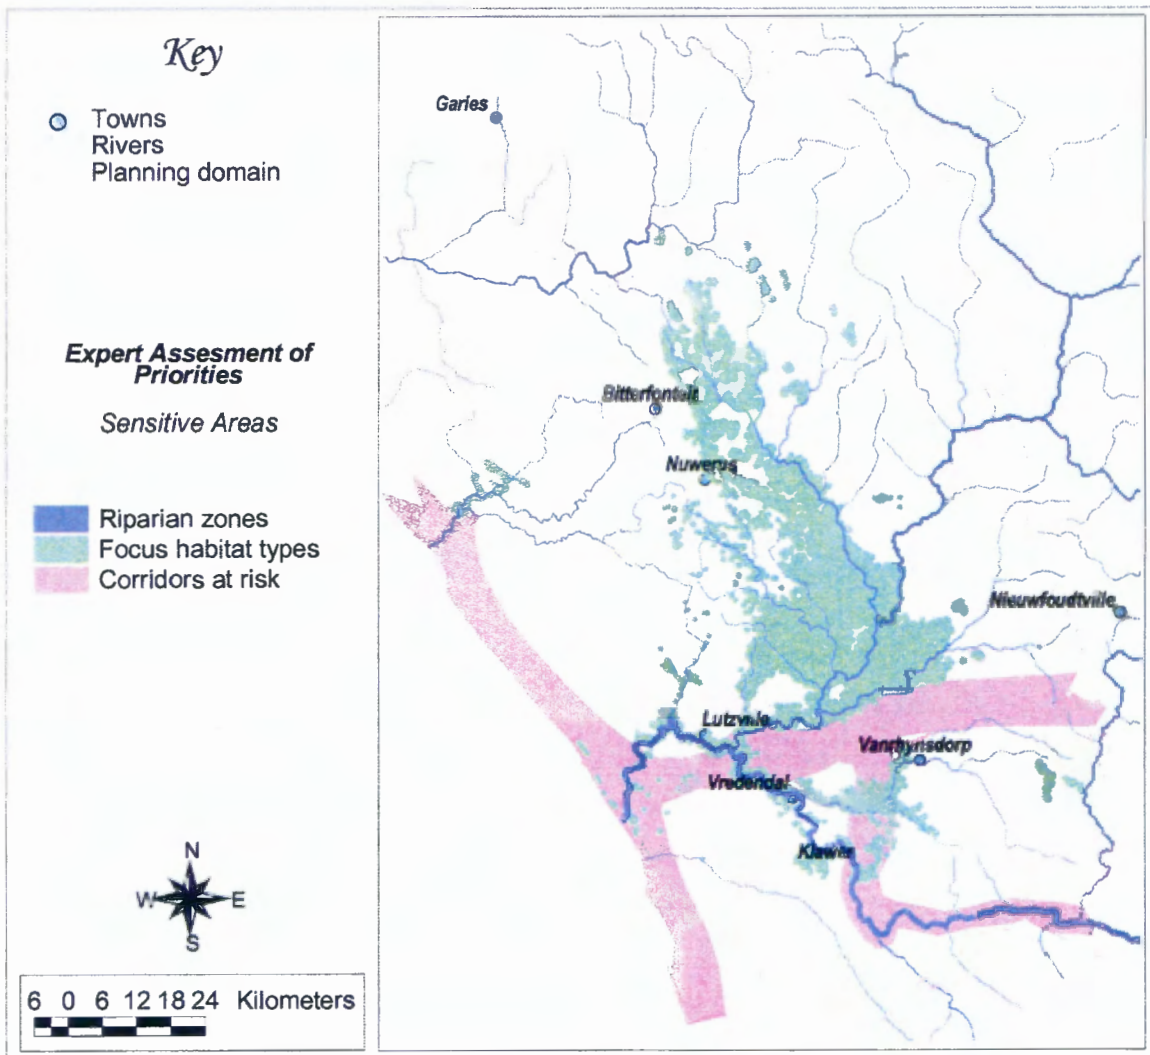 Key
Towns
Rivers
Planning domain
Expert Assesment of
Priorities
Sensitive Areas
Riparian zones
Focus habitat types
Corridors at risk
N
W E
S
6 0 6 12 18 24 Kilometers
Garies
Bitterfontein
Nuwerus
Nieuwfoudtville
Lutzville
Vanrhynsdorp
Vredendal
Klawer